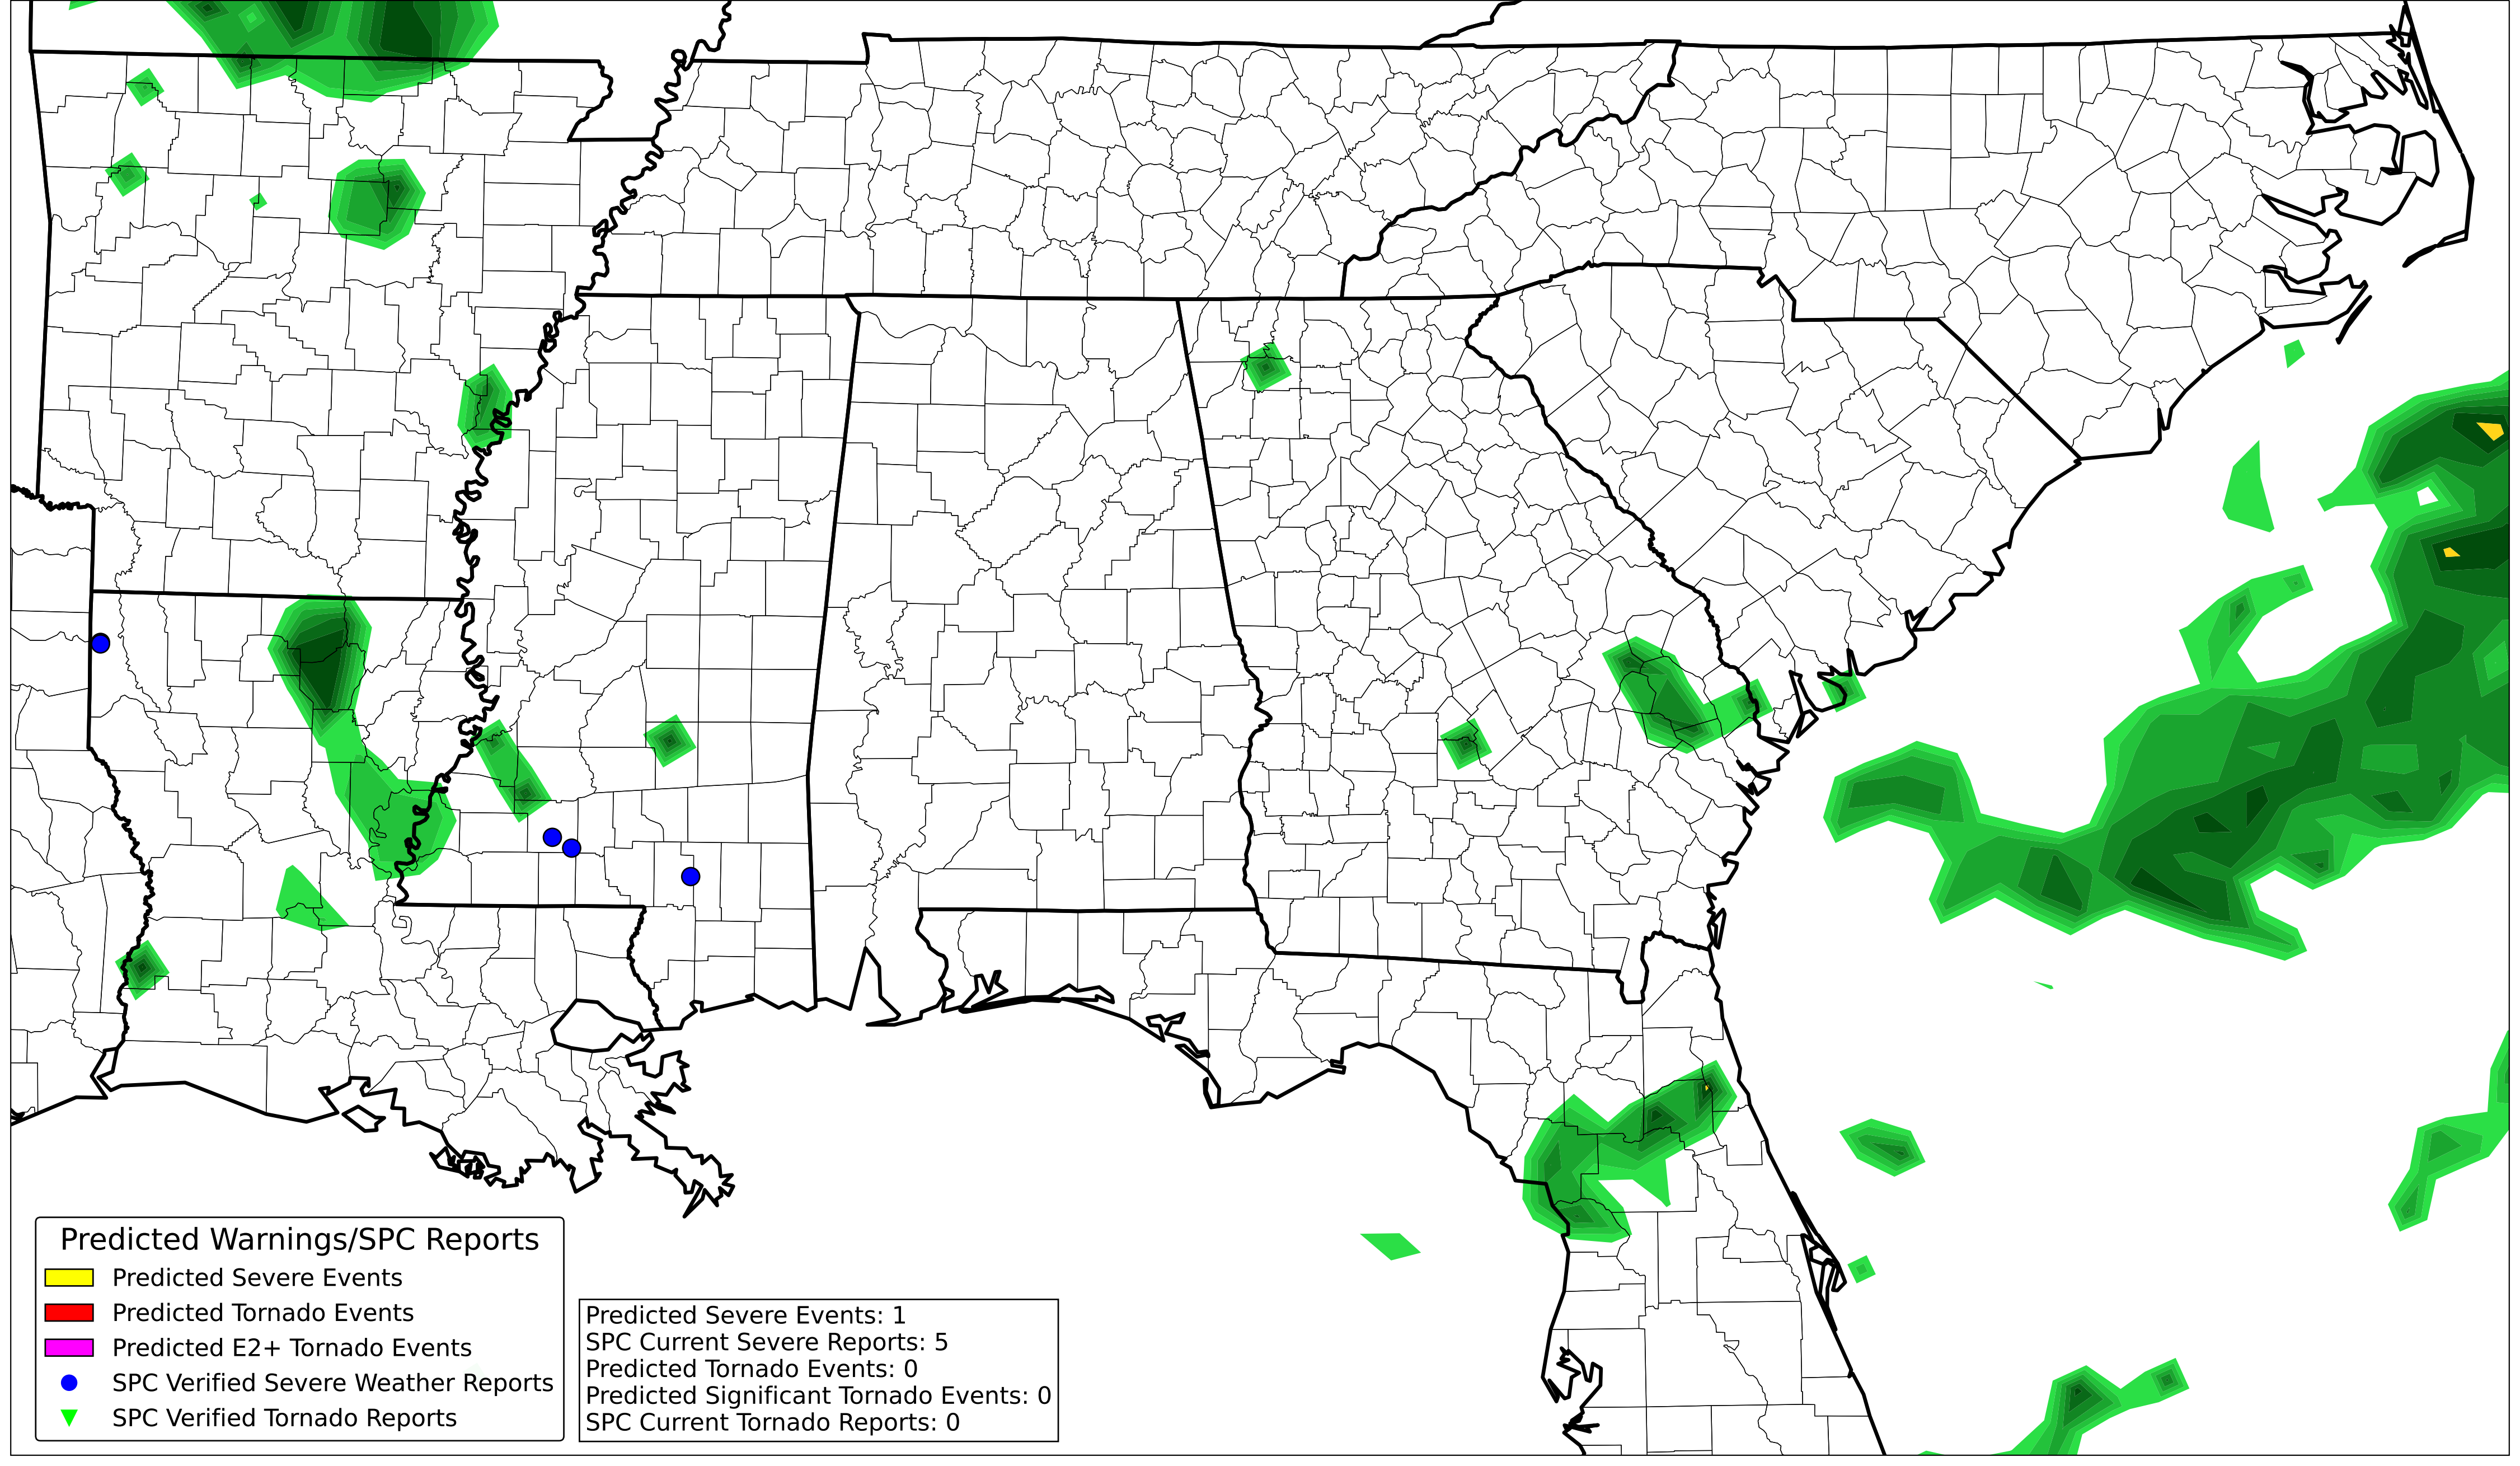 Predicted Warnings/SPC Reports
Predicted Severe Events
Predicted Tornado Events
Predicted E2+ Tornado Events
SPC Verified Severe Weather Reports
SPC Verified Tornado Reports
Predicted Severe Events: 1
SPC Current Severe Reports: 5
Predicted Tornado Events: 0
Predicted Significant Tornado Events: 0
SPC Current Tornado Reports: 0